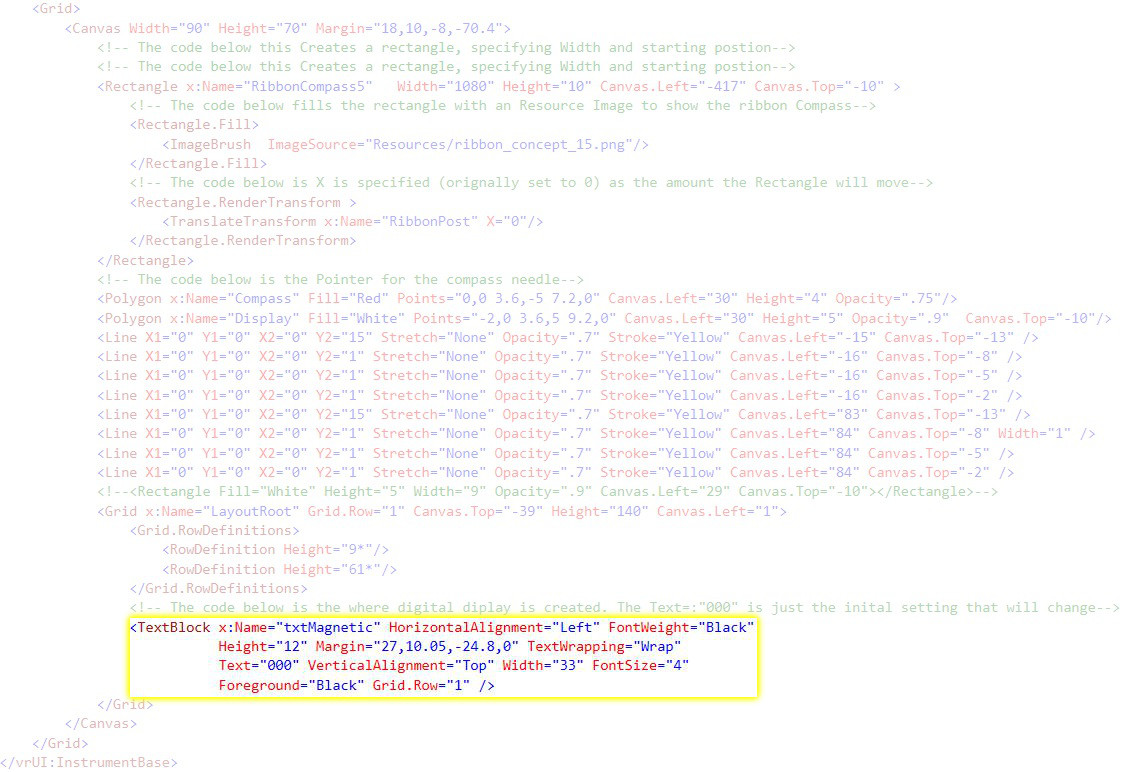 <Grid>
<Canvas Width="90" Height="70" Margin="18,10,-8,-70.4">
<!-- The code below this Creates a rectangle, specifying Width and starting postion-->
<!-- The code below this Creates a rectangle, specifying Width and starting postion-->
<Rectangle x:Name="RibbonCompass5"   Width="1080" Height="10" Canvas.Left="-417" Canvas.Top="-10" >
<!-- The code below fills the rectangle with an Resource Image to show the ribbon Compass-->
<Rectangle.Fill>
<ImageBrush  ImageSource="Resources/ribbon_concept_15.png"/>
</Rectangle.Fill>
<!-- The code below is X is specified (orignally set to 0) as the amount the Rectangle will move-->
<Rectangle.RenderTransform >
<TranslateTransform x:Name="RibbonPost" X="0"/>
</Rectangle.RenderTransform>
</Rectangle>
<!-- The code below is the Pointer for the compass needle-->
<Polygon x:Name="Compass" Fill="Red" Points="0,0 3.6,-5 7.2,0" Canvas.Left="30" Height="4" Opacity=".75"/>
<Polygon x:Name="Display" Fill="White" Points="-2,0 3.6,5 9.2,0" Canvas.Left="30" Height="5" Opacity=".9"  Canvas.Top="-10"/>
<Line X1="0" Y1="0" X2="0" Y2="15" Stretch="None" Opacity=".7" Stroke="Yellow" Canvas.Left="-15" Canvas.Top="-13" />
<Line X1="0" Y1="0" X2="0" Y2="1" Stretch="None" Opacity=".7" Stroke="Yellow" Canvas.Left="-16" Canvas.Top="-8" />
<Line X1="0" Y1="0" X2="0" Y2="1" Stretch="None" Opacity=".7" Stroke="Yellow" Canvas.Left="-16" Canvas.Top="-5" />
<Line X1="0" Y1="0" X2="0" Y2="1" Stretch="None" Opacity=".7" Stroke="Yellow" Canvas.Left="-16" Canvas.Top="-2" />
<Line X1="0" Y1="0" X2="0" Y2="15" Stretch="None" Opacity=".7" Stroke="Yellow" Canvas.Left="83" Canvas.Top="-13" />
<Line X1="0" Y1="0" X2="0" Y2="1" Stretch="None" Opacity=".7" Stroke="Yellow" Canvas.Left="84" Canvas.Top="-8" Width="1" />
<Line X1="0" Y1="0" X2="0" Y2="1" Stretch="None" Opacity=".7" Stroke="Yellow" Canvas.Left="84" Canvas.Top="-5" />
<Line X1="0" Y1="0" X2="0" Y2="1" Stretch="None" Opacity=".7" Stroke="Yellow" Canvas.Left="84" Canvas.Top="-2" />
<!--<Rectangle Fill="White" Height="5" Width="9" Opacity=".9" Canvas.Left="29" Canvas.Top="-10"></Rectangle>-->
<Grid x:Name="LayoutRoot" Grid.Row="1" Canvas.Top="-39" Height="140" Canvas.Left="1">
<Grid.RowDefinitions>
<RowDefinition Height="9*"/>
<RowDefinition Height="61*"/>
</Grid.RowDefinitions>
<!-- The code below is the where digital diplay is created. The Text=:"000" is just the inital setting that will change-->
<TextBlock x:Name="txtMagnetic" HorizontalAlignment="Left" FontWeight="Black"
Height="12" Margin="27,10.05,-24.8,0" TextWrapping="Wrap"
Text="000" VerticalAlignment="Top" Width="33" FontSize="4"
Foreground="Black" Grid.Row="1" />
</Grid>
</Canvas>
</Grid>
</vrUI:InstrumentBase>